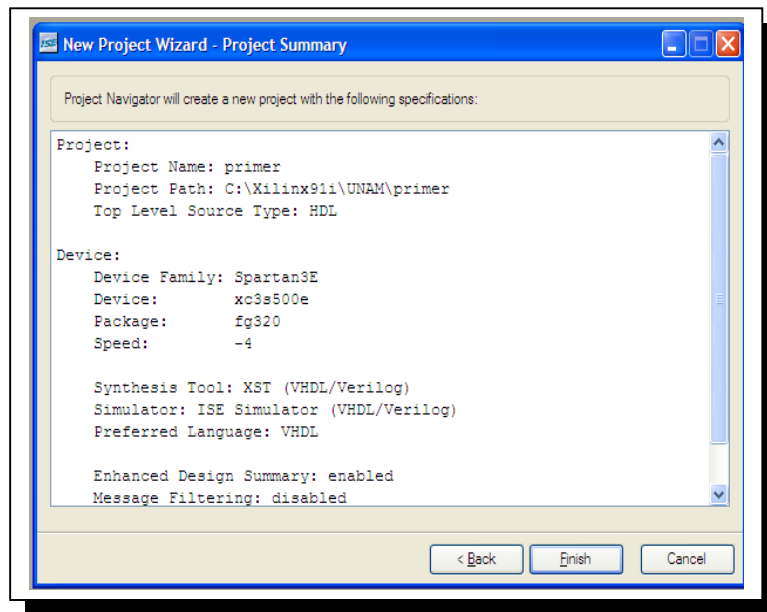 ISE New Project Wizard - Project Summary
Project Navigator will create a new project with the following specifications:
Project:
Project Name: primer
Project Path: C:\Xilinx91i\UNAM\primer
Top Level Source Type: HDL
Device:
Device Family: Spartan3E
Device: xc3s500e
Package: fg320
Speed: -4
Synthesis Tool: XST (VHDL/Verilog)
Simulator: ISE Simulator (VHDL/Verilog)
Preferred Language: VHDL
Enhanced Design Summary: enabled
Message Filtering: disabled
< Back Finish Cancel